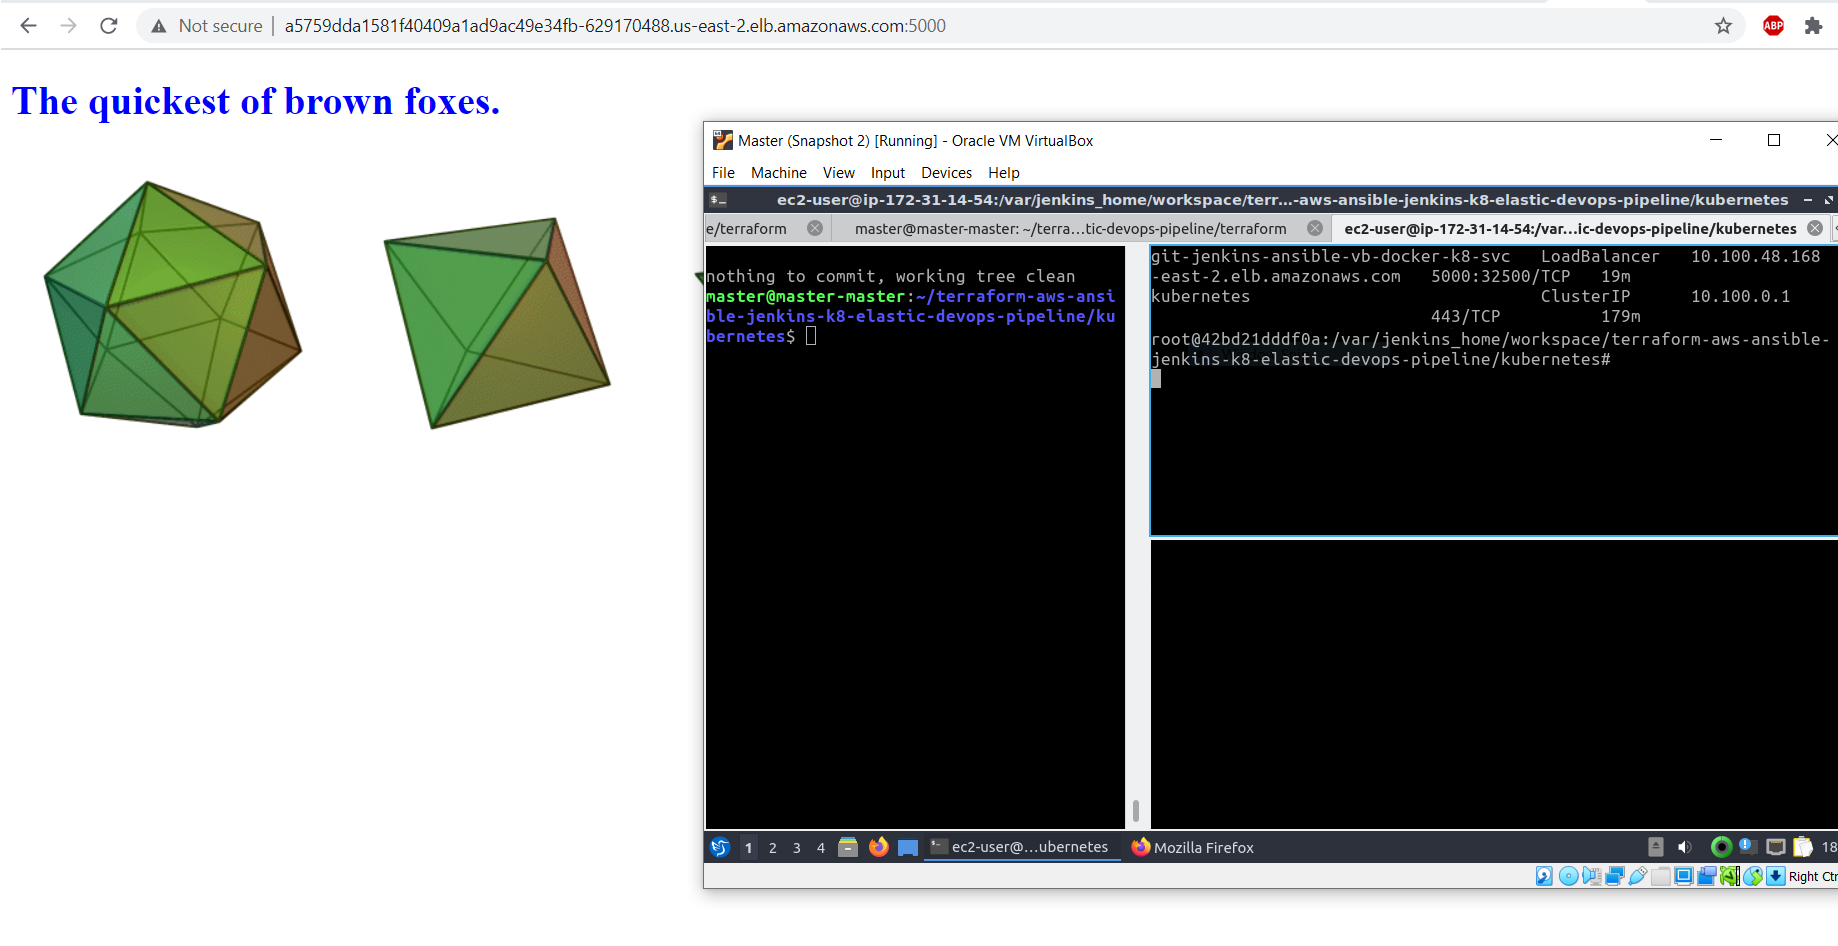 Not secure | a5759dda1581f40409a1ad9ac49e34fb-629170488.us-east-2.elb.amazonaws.com:5000
ABP
The quickest of brown foxes.
Master (Snapshot 2) [Running] - Oracle VM VirtualBox
File Machine View Input Devices Help
ec2-user@ip-172-31-14-54:/var/jenkins_home/workspace/terr...-aws-ansible-jenkins-k8-elastic-devops-pipeline/kubernetes
e/terraform
master@master-master: ~/terra...tic-devops-pipeline/terraform
ec2-user@ip-172-31-14-54:/var...ic-devops-pipeline/kubernetes
nothing to commit, working tree clean
master@master-master:~/terraform-aws-ansi
ble-jenkins-k8-elastic-devops-pipeline/ku
bernetes$
git-jenkins-ansible-vb-docker-k8-svc LoadBalancer 10.100.48.168
-east-2.elb.amazonaws.com 5000:32500/TCP 19m
kubernetes ClusterIP 10.100.0.1
443/TCP 179m
root@42bd21dddf0a:/var/jenkins_home/workspace/terraform-aws-ansible-
jenkins-k8-elastic-devops-pipeline/kubernetes#
1 2 3 4 ec2-user@...ubernetes Mozilla Firefox 18
Right Ctr